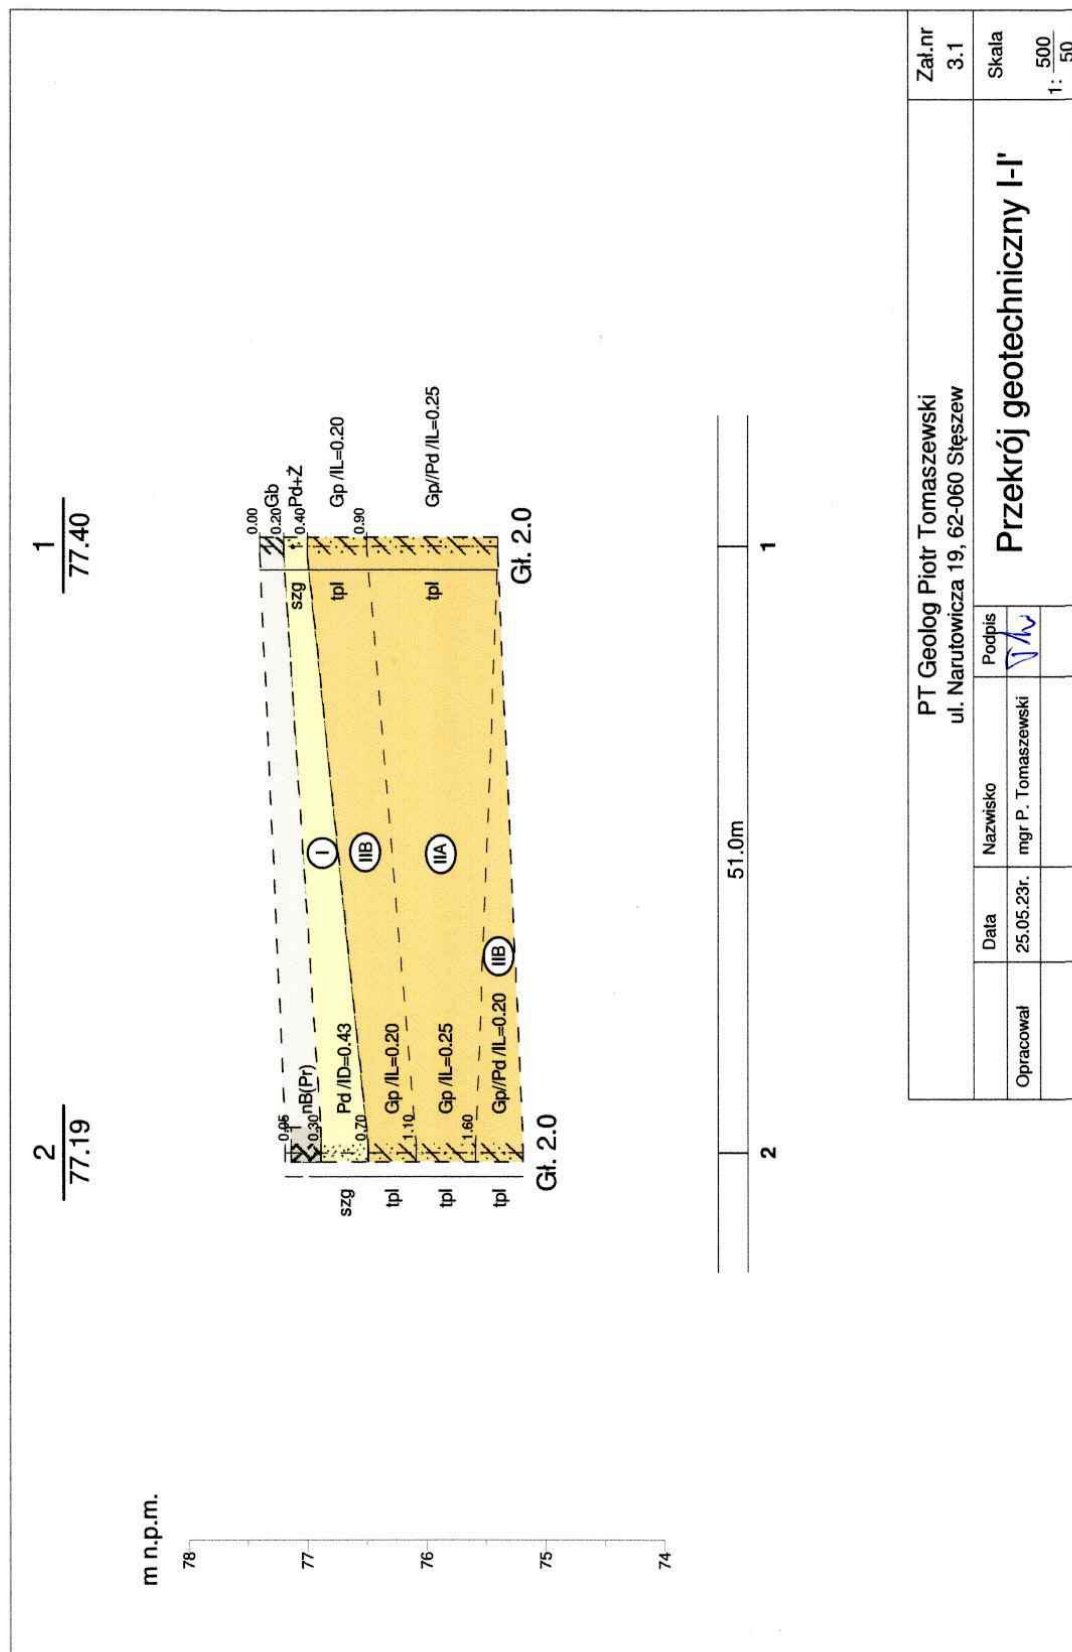 m n.p.m.
78
77
76
75
74
2
77.19
1
77.40
0.05
nB(Pr)
0.30
Pd /ID=0.43
0.70
Gp /IL=0.20
1.10
Gp /IL=0.25
1.60
Gp//Pd /IL=0.20
szg
tpl
tpl
tpl
Gł. 2.0
I
IIB
IIA
IIB
0.00
0.20
Gb
0.40
Pd+Ż
Gp /IL=0.20
0.90
Gp//Pd /IL=0.25
szg
tpl
tpl
Gł. 2.0
51.0m
2
1
PT Geolog Piotr Tomaszewski
ul. Narutowicza 19, 62-060 Stęszew
Zał.nr
3.1
Data
Nazwisko
Podpis
Opracował
25.05.23r.
mgr P. Tomaszewski
Przekrój geotechniczny I-I'
Skala
1: 500
50